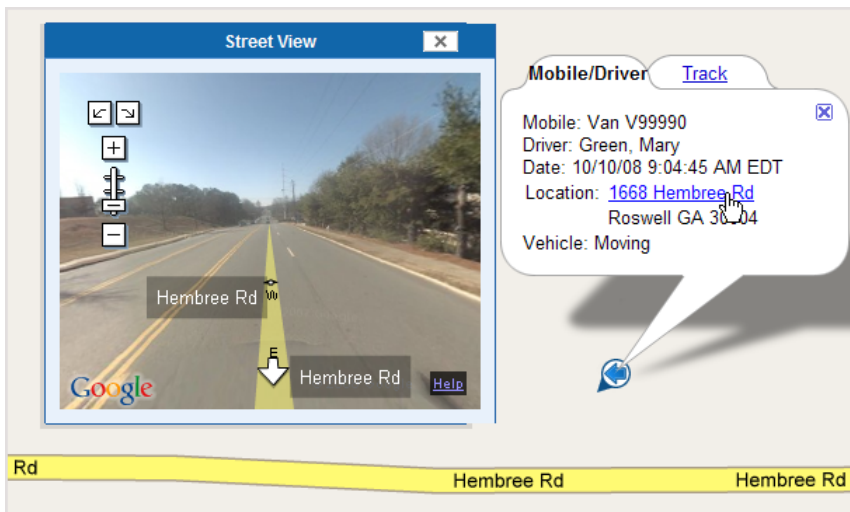 Street View
Hembree Rd
W
E
Hembree Rd
Google
Help
Mobile/Driver Track
Mobile: Van V99990
Driver: Green, Mary
Date: 10/10/08 9:04:45 AM EDT
Location: 1668 Hembree Rd
Roswell GA
Vehicle: Moving
Rd
Hembree Rd
Hembree Rd